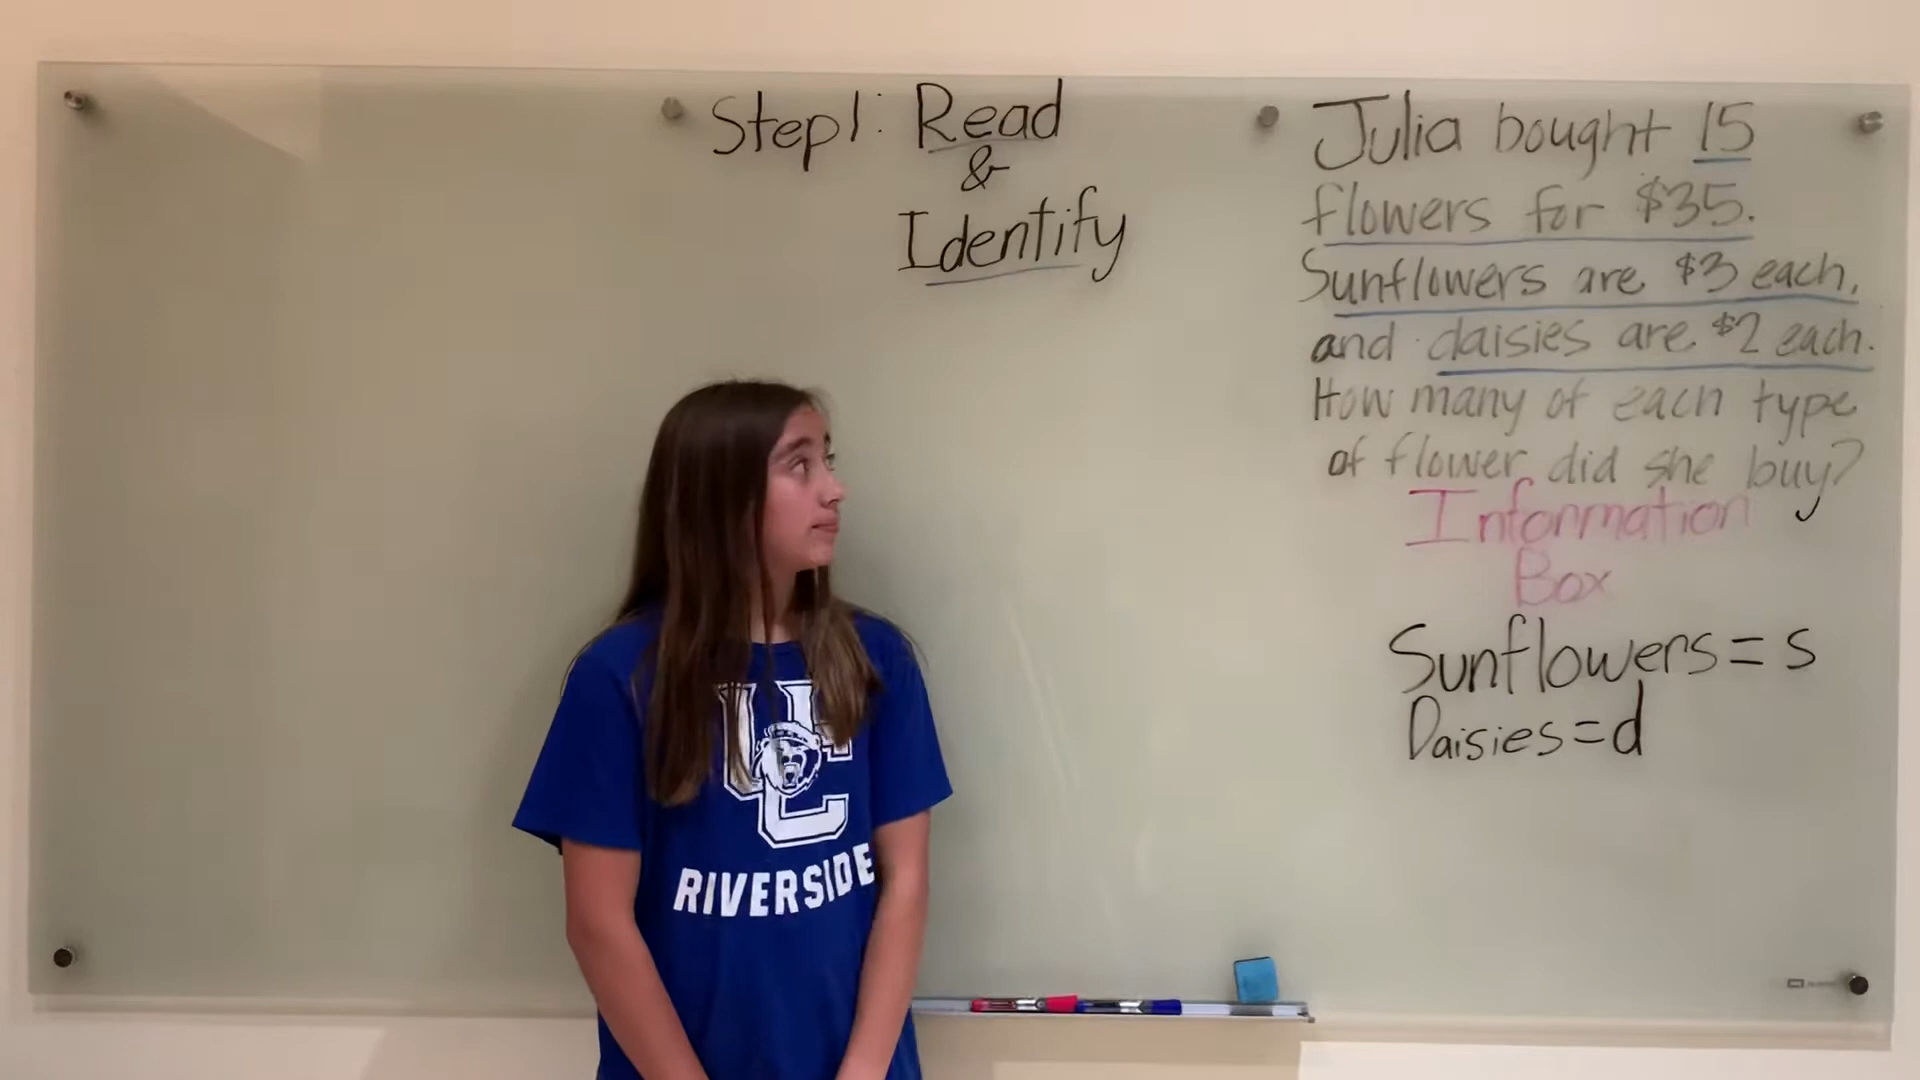 Step 1: Read
&
Identify
Julia bought 15
flowers for $35.
Sunflowers are $3 each,
and daisies are $2 each.
How many of each type
of flower did she buy?
Information
Box
Sunflowers = s
Daisies = d
UC
RIVERSIDE